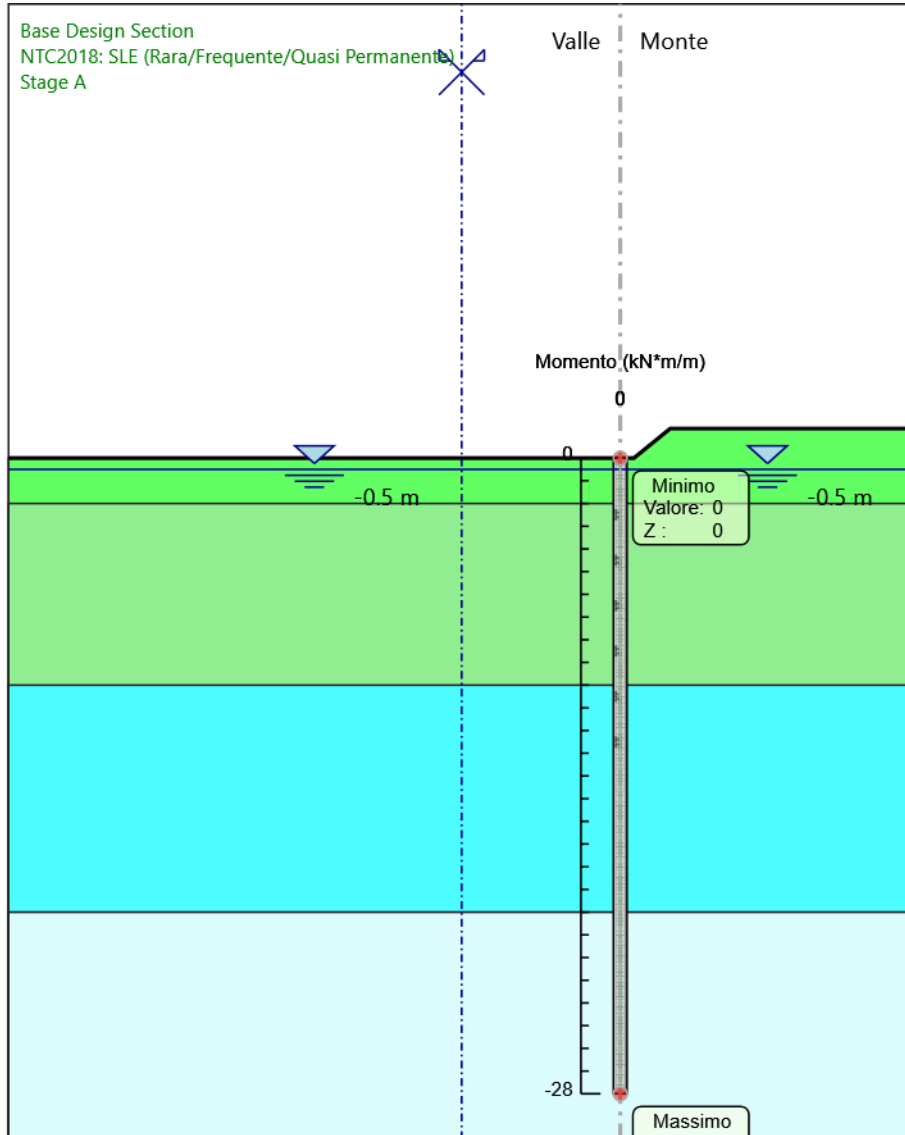 Base Design Section
NTC2018: SLE (Rara/Frequente/Quasi Permanente)
Stage A
Valle
Monte
Momento (kN*m/m)
0
0
-0.5 m
-0.5 m
Minimo
Valore: 0
Z : 0
-28
Massimo